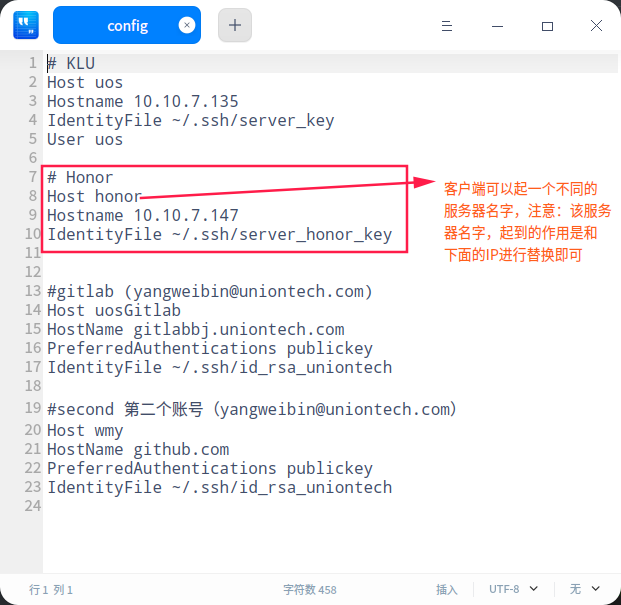 config
1 # KLU
2 Host uos
3 Hostname 10.10.7.135
4 IdentityFile ~/.ssh/server_key
5 User uos
6
7 # Honor
8 Host honor
9 Hostname 10.10.7.147
10 IdentityFile ~/.ssh/server_honor_key
11
12
13 #gitlab (yangweibin@uniontech.com)
14 Host uosGitlab
15 HostName gitlabbj.uniontech.com
16 PreferredAuthentications publickey
17 IdentityFile ~/.ssh/id_rsa_uniontech
18
19 #second 第二个账号（yangweibin@uniontech.com）
20 Host wmy
21 HostName github.com
22 PreferredAuthentications publickey
23 IdentityFile ~/.ssh/id_rsa_uniontech
24
客户端可以起一个不同的
服务器名字，注意：该服务
器名字，起到的作用是和
下面的IP进行替换即可
行 1 列 1 字符数 458 插入 UTF-8 无